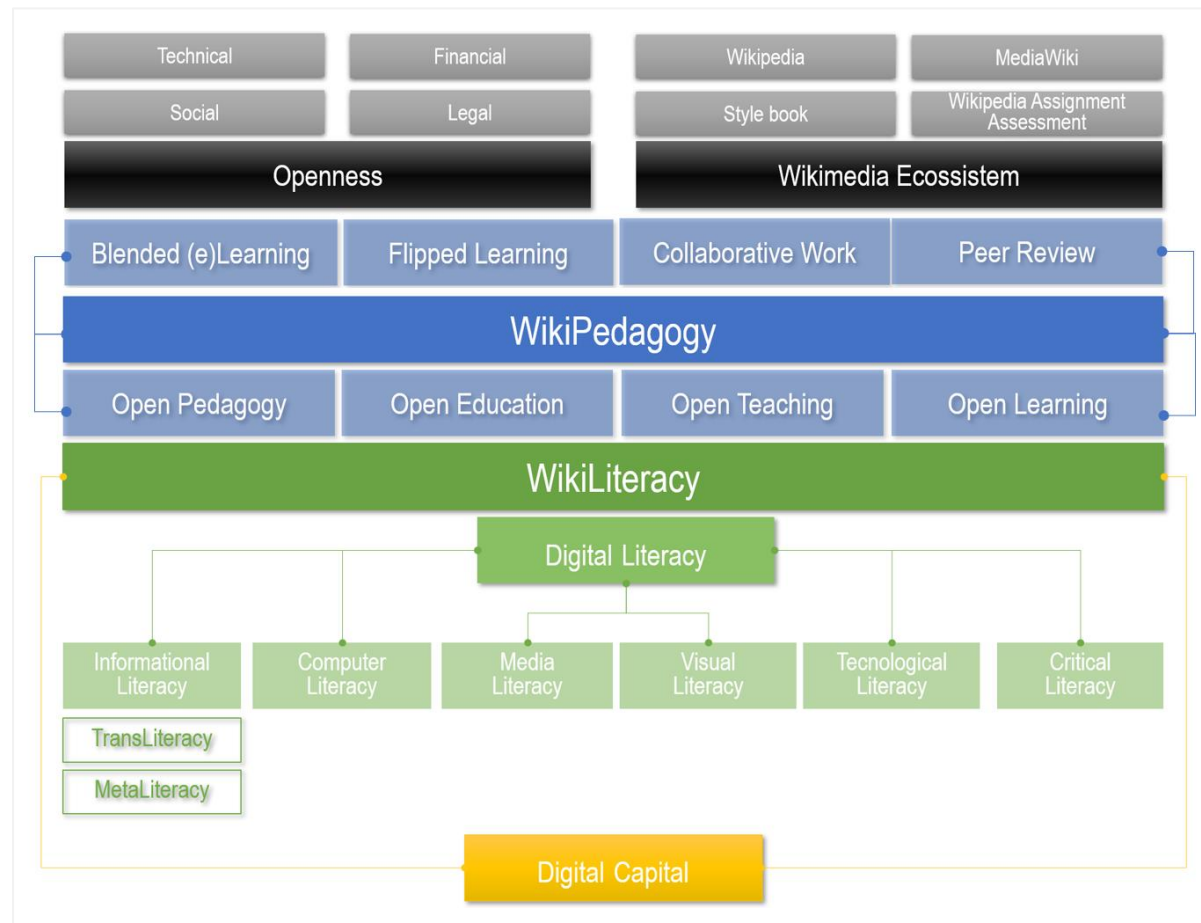 Technical
Financial
Wikipedia
MediaWiki
Social
Legal
Style book
Wikipedia Assignment
Assessment
Openness
Wikimedia Ecossistem
Blended (e)Learning
Flipped Learning
Collaborative Work
Peer Review
WikiPedagogy
Open Pedagogy
Open Education
Open Teaching
Open Learning
WikiLiteracy
Digital Literacy
Informational
Literacy
Computer
Literacy
Media
Literacy
Visual
Literacy
Tecnological
Literacy
Critical
Literacy
TransLiteracy
MetaLiteracy
Digital Capital